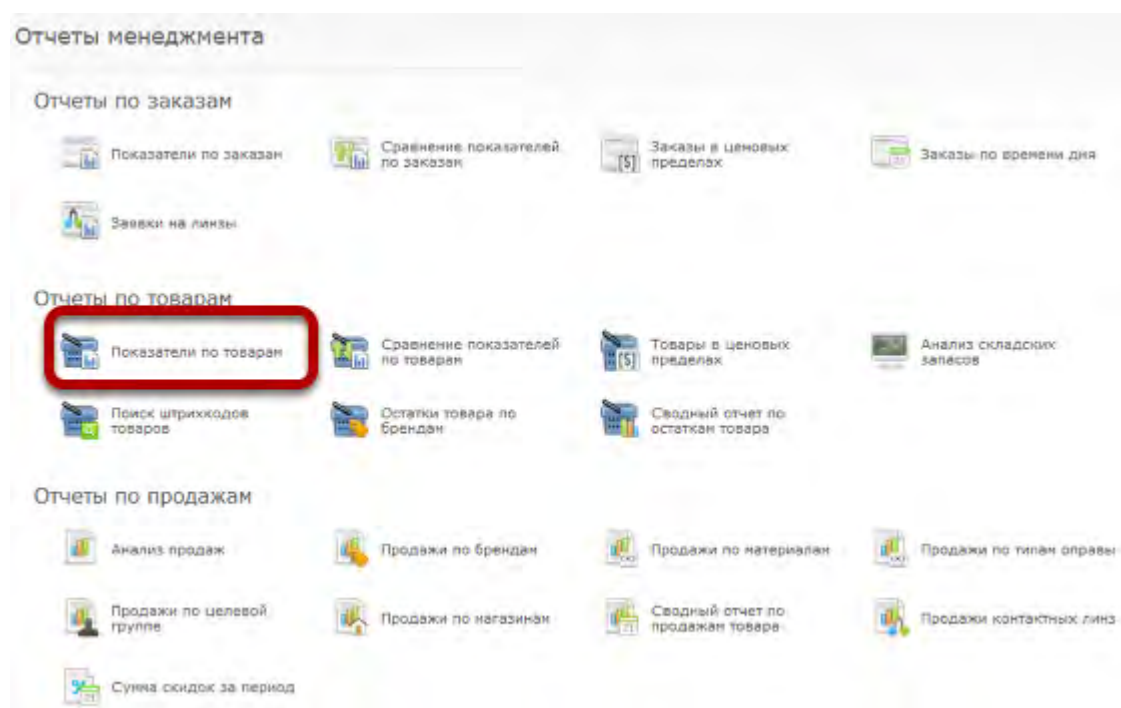 Отчеты менеджмента
Отчеты по заказам
Показатели по заказам
Сравнение показателей
по заказам
Заказы в ценовых
пределах
Заказы по времени дня
Заявки на линзы
Отчеты по товарам
Показатели по товарам
Сравнение показателей
по товарам
Товары в ценовых
пределах
Анализ складских
запасов
Поиск штрихкодов
товаров
Остатки товара по
брендам
Сводный отчет по
остаткам товара
Отчеты по продажам
Анализ продаж
Продажи по брендам
Продажи по материалам
Продажи по типам оправы
Продажи по целевой
группе
Продажи по магазинам
Сводный отчет по
продажам товара
Продажи контактных линз
Сумма скидок за период